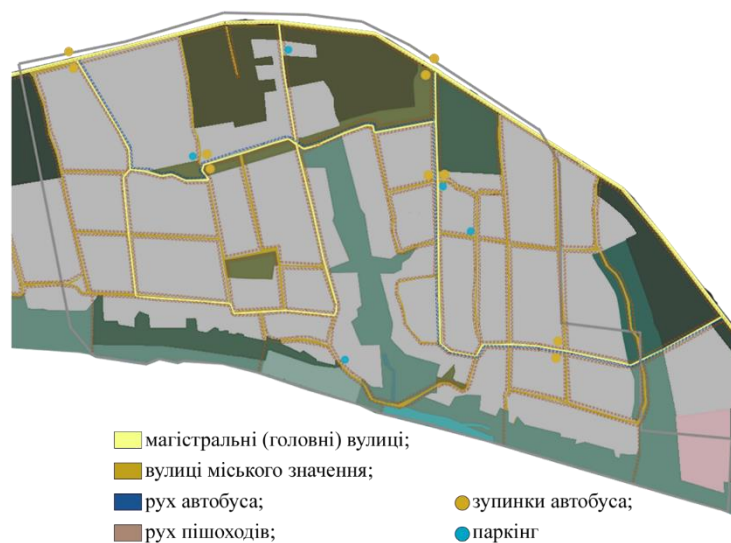 магістральні (головні) вулиці;
вулиці міського значення;
рух автобуса;
зупинки автобуса;
рух пішоходів;
паркінг